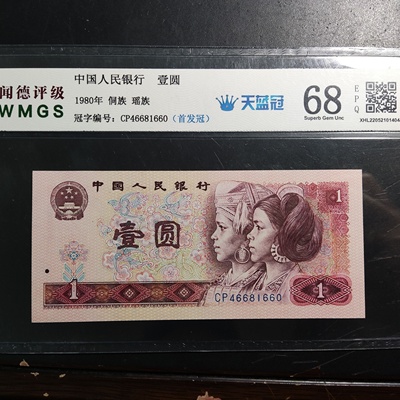 闻德评级
WMGS
中国人民银行 壹圆
1980年 侗族 瑶族
冠字编号：CP46681660（首发冠）
天蓝冠
68
Superb Gem Unc
E
P
Q
XHL22052101404
中国人民银行
1
壹圆
CP46681660
1
1